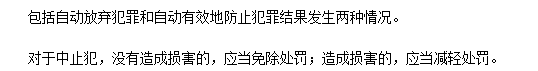 包括自动放弃犯罪和自动有效地防止犯罪结果发生两种情况。
对于中止犯，没有造成损害的，应当免除处罚；造成损害的，应当减轻处罚。